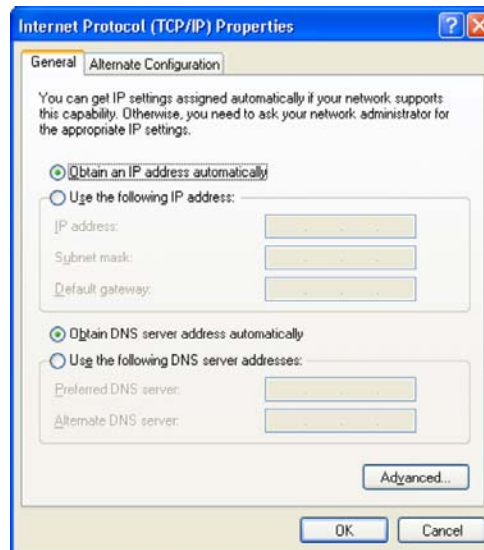 Internet Protocol (TCP/IP) Properties
General
Alternate Configuration
You can get IP settings assigned automatically if your network supports
this capability. Otherwise, you need to ask your network administrator for
the appropriate IP settings.
Obtain an IP address automatically
Use the following IP address:
IP address:
Subnet mask:
Default gateway:
Obtain DNS server address automatically
Use the following DNS server addresses:
Preferred DNS server:
Alternate DNS server:
Advanced...
OK
Cancel